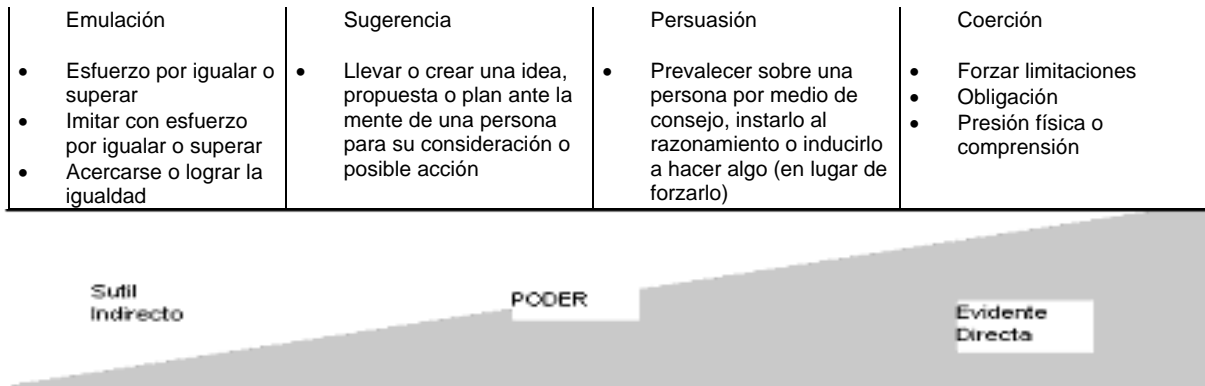 Emulación
• Esfuerzo por igualar o
superar
• Imitar con esfuerzo
por igualar o superar
• Acercarse o lograr la
igualdad
Sugerencia
• Llevar o crear una idea,
propuesta o plan ante la
mente de una persona
para su consideración o
posible acción
Persuasión
• Prevalecer sobre una
persona por medio de
consejo, instarlo al
razonamiento o inducirlo
a hacer algo (en lugar de
forzarlo)
Coerción
• Forzar limitaciones
• Obligación
• Presión física o
comprensión
Sutil
Indirecto
PODER
Evidente
Directa